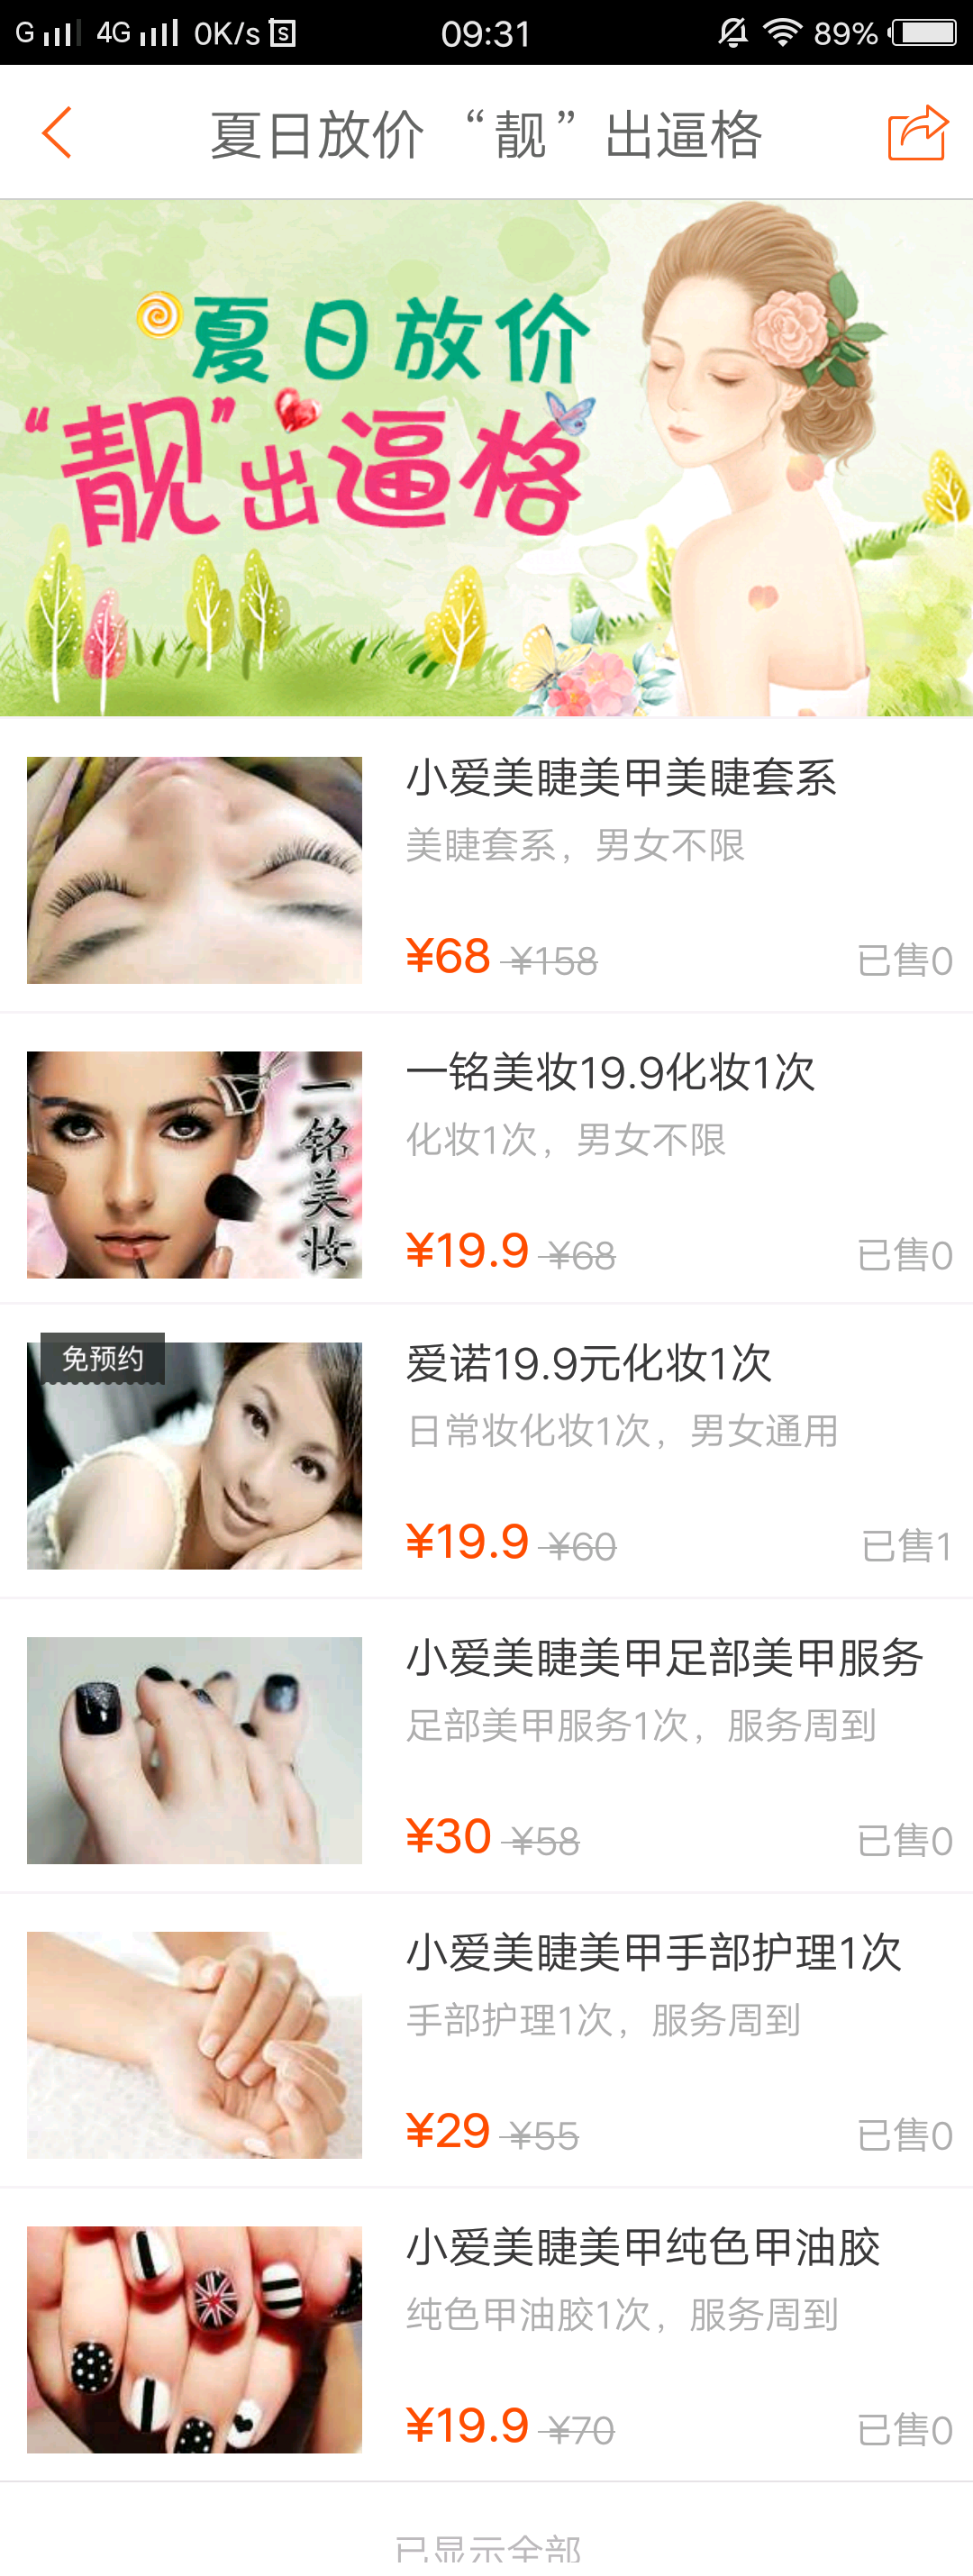 G 4G 0K/s S 09:31 89%
夏日放价 “靓” 出逼格
夏日放价
“靓”出逼格
小爱美睫美甲美睫套系
美睫套系，男女不限
¥68 ¥158 已售0
一铭美妆
一铭美妆19.9化妆1次
化妆1次，男女不限
¥19.9 ¥68 已售0
免预约
爱诺19.9元化妆1次
日常妆化妆1次，男女通用
¥19.9 ¥60 已售1
小爱美睫美甲足部美甲服务
足部美甲服务1次，服务周到
¥30 ¥58 已售0
小爱美睫美甲手部护理1次
手部护理1次，服务周到
¥29 ¥55 已售0
小爱美睫美甲纯色甲油胶
纯色甲油胶1次，服务周到
¥19.9 ¥70 已售0
已显示全部